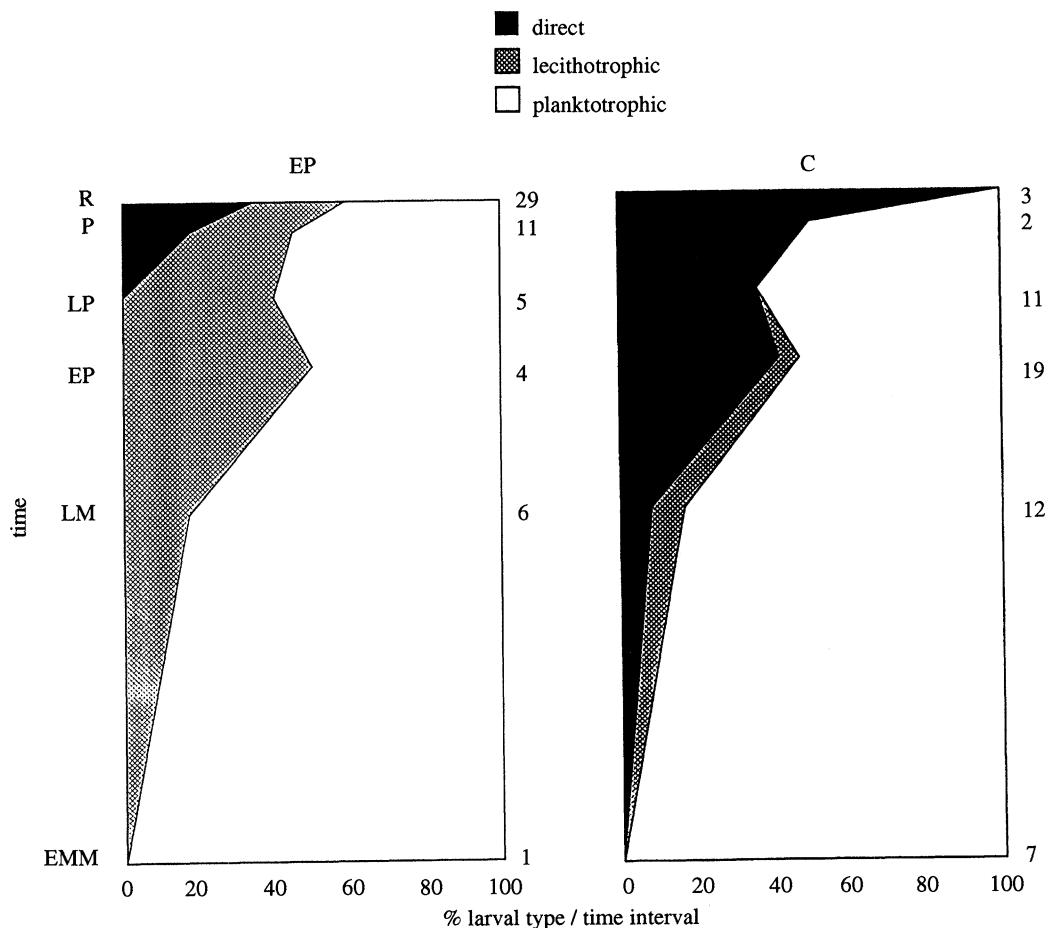 direct
lecithotrophic
planktotrophic
EP
C
R
P
LP
EP
LM
EMM
time
29
11
5
4
6
1
3
2
11
19
12
7
0 20 40 60 80 100
0 20 40 60 80 100
% larval type / time interval